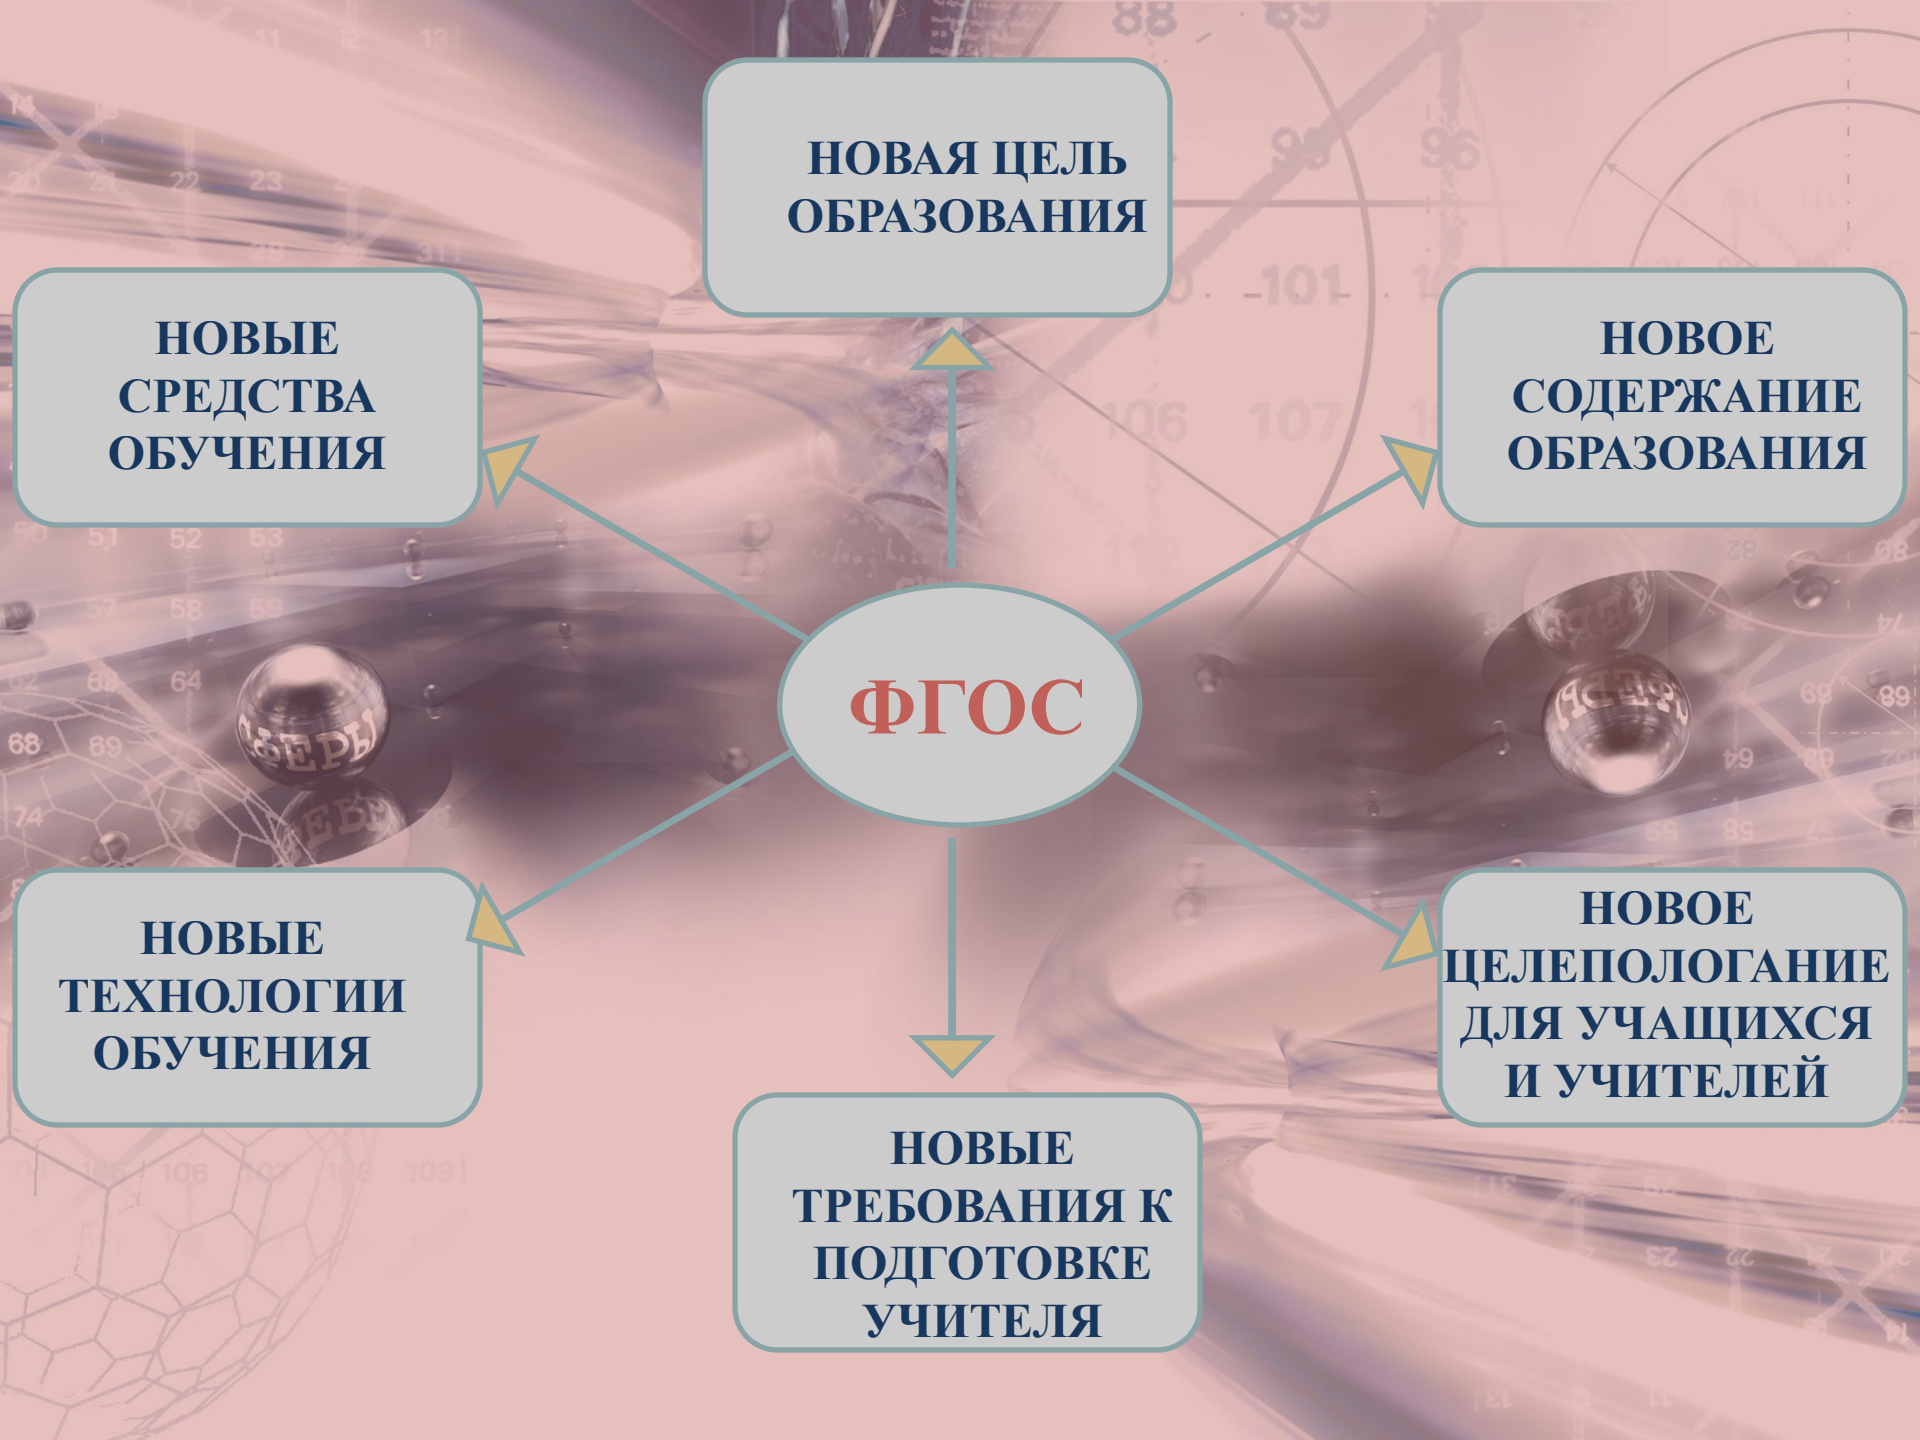 НОВАЯ ЦЕЛЬ
ОБРАЗОВАНИЯ
НОВЫЕ
СРЕДСТВА
ОБУЧЕНИЯ
НОВОЕ
СОДЕРЖАНИЕ
ОБРАЗОВАНИЯ
ФГОС
НОВЫЕ
ТЕХНОЛОГИИ
ОБУЧЕНИЯ
НОВОЕ
ЦЕЛЕПОЛОГАНИЕ
ДЛЯ УЧАЩИХСЯ
И УЧИТЕЛЕЙ
НОВЫЕ
ТРЕБОВАНИЯ К
ПОДГОТОВКЕ
УЧИТЕЛЯ